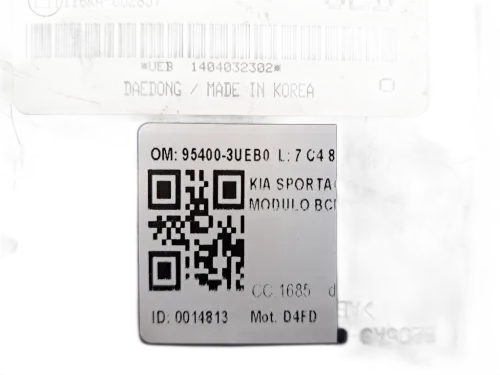 *UEB 1404032302*
DAEDONG / MADE IN KOREA
OM: 95400-3UEB0 L: 7 C4 8
KIA SPORTA
MODULO BC
CC 1685 d
ID: 0014813 Mot. D4FD